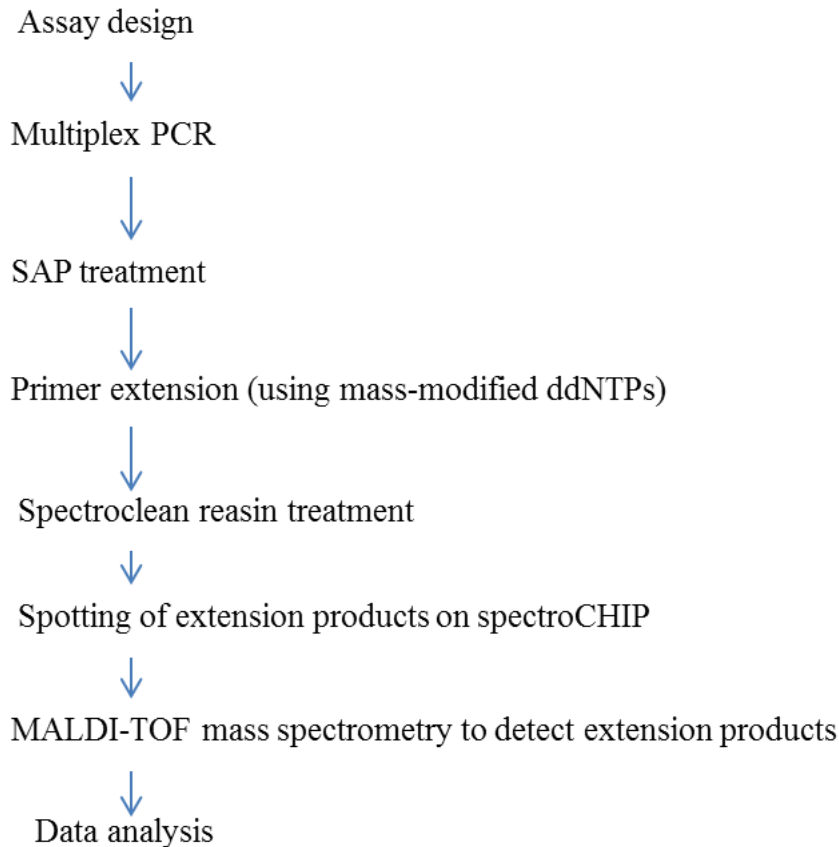 Assay design
Multiplex PCR
SAP treatment
Primer extension (using mass-modified ddNTPs)
Spectroclean reasin treatment
Spotting of extension products on spectroCHIP
MALDI-TOF mass spectrometry to detect extension products
Data analysis